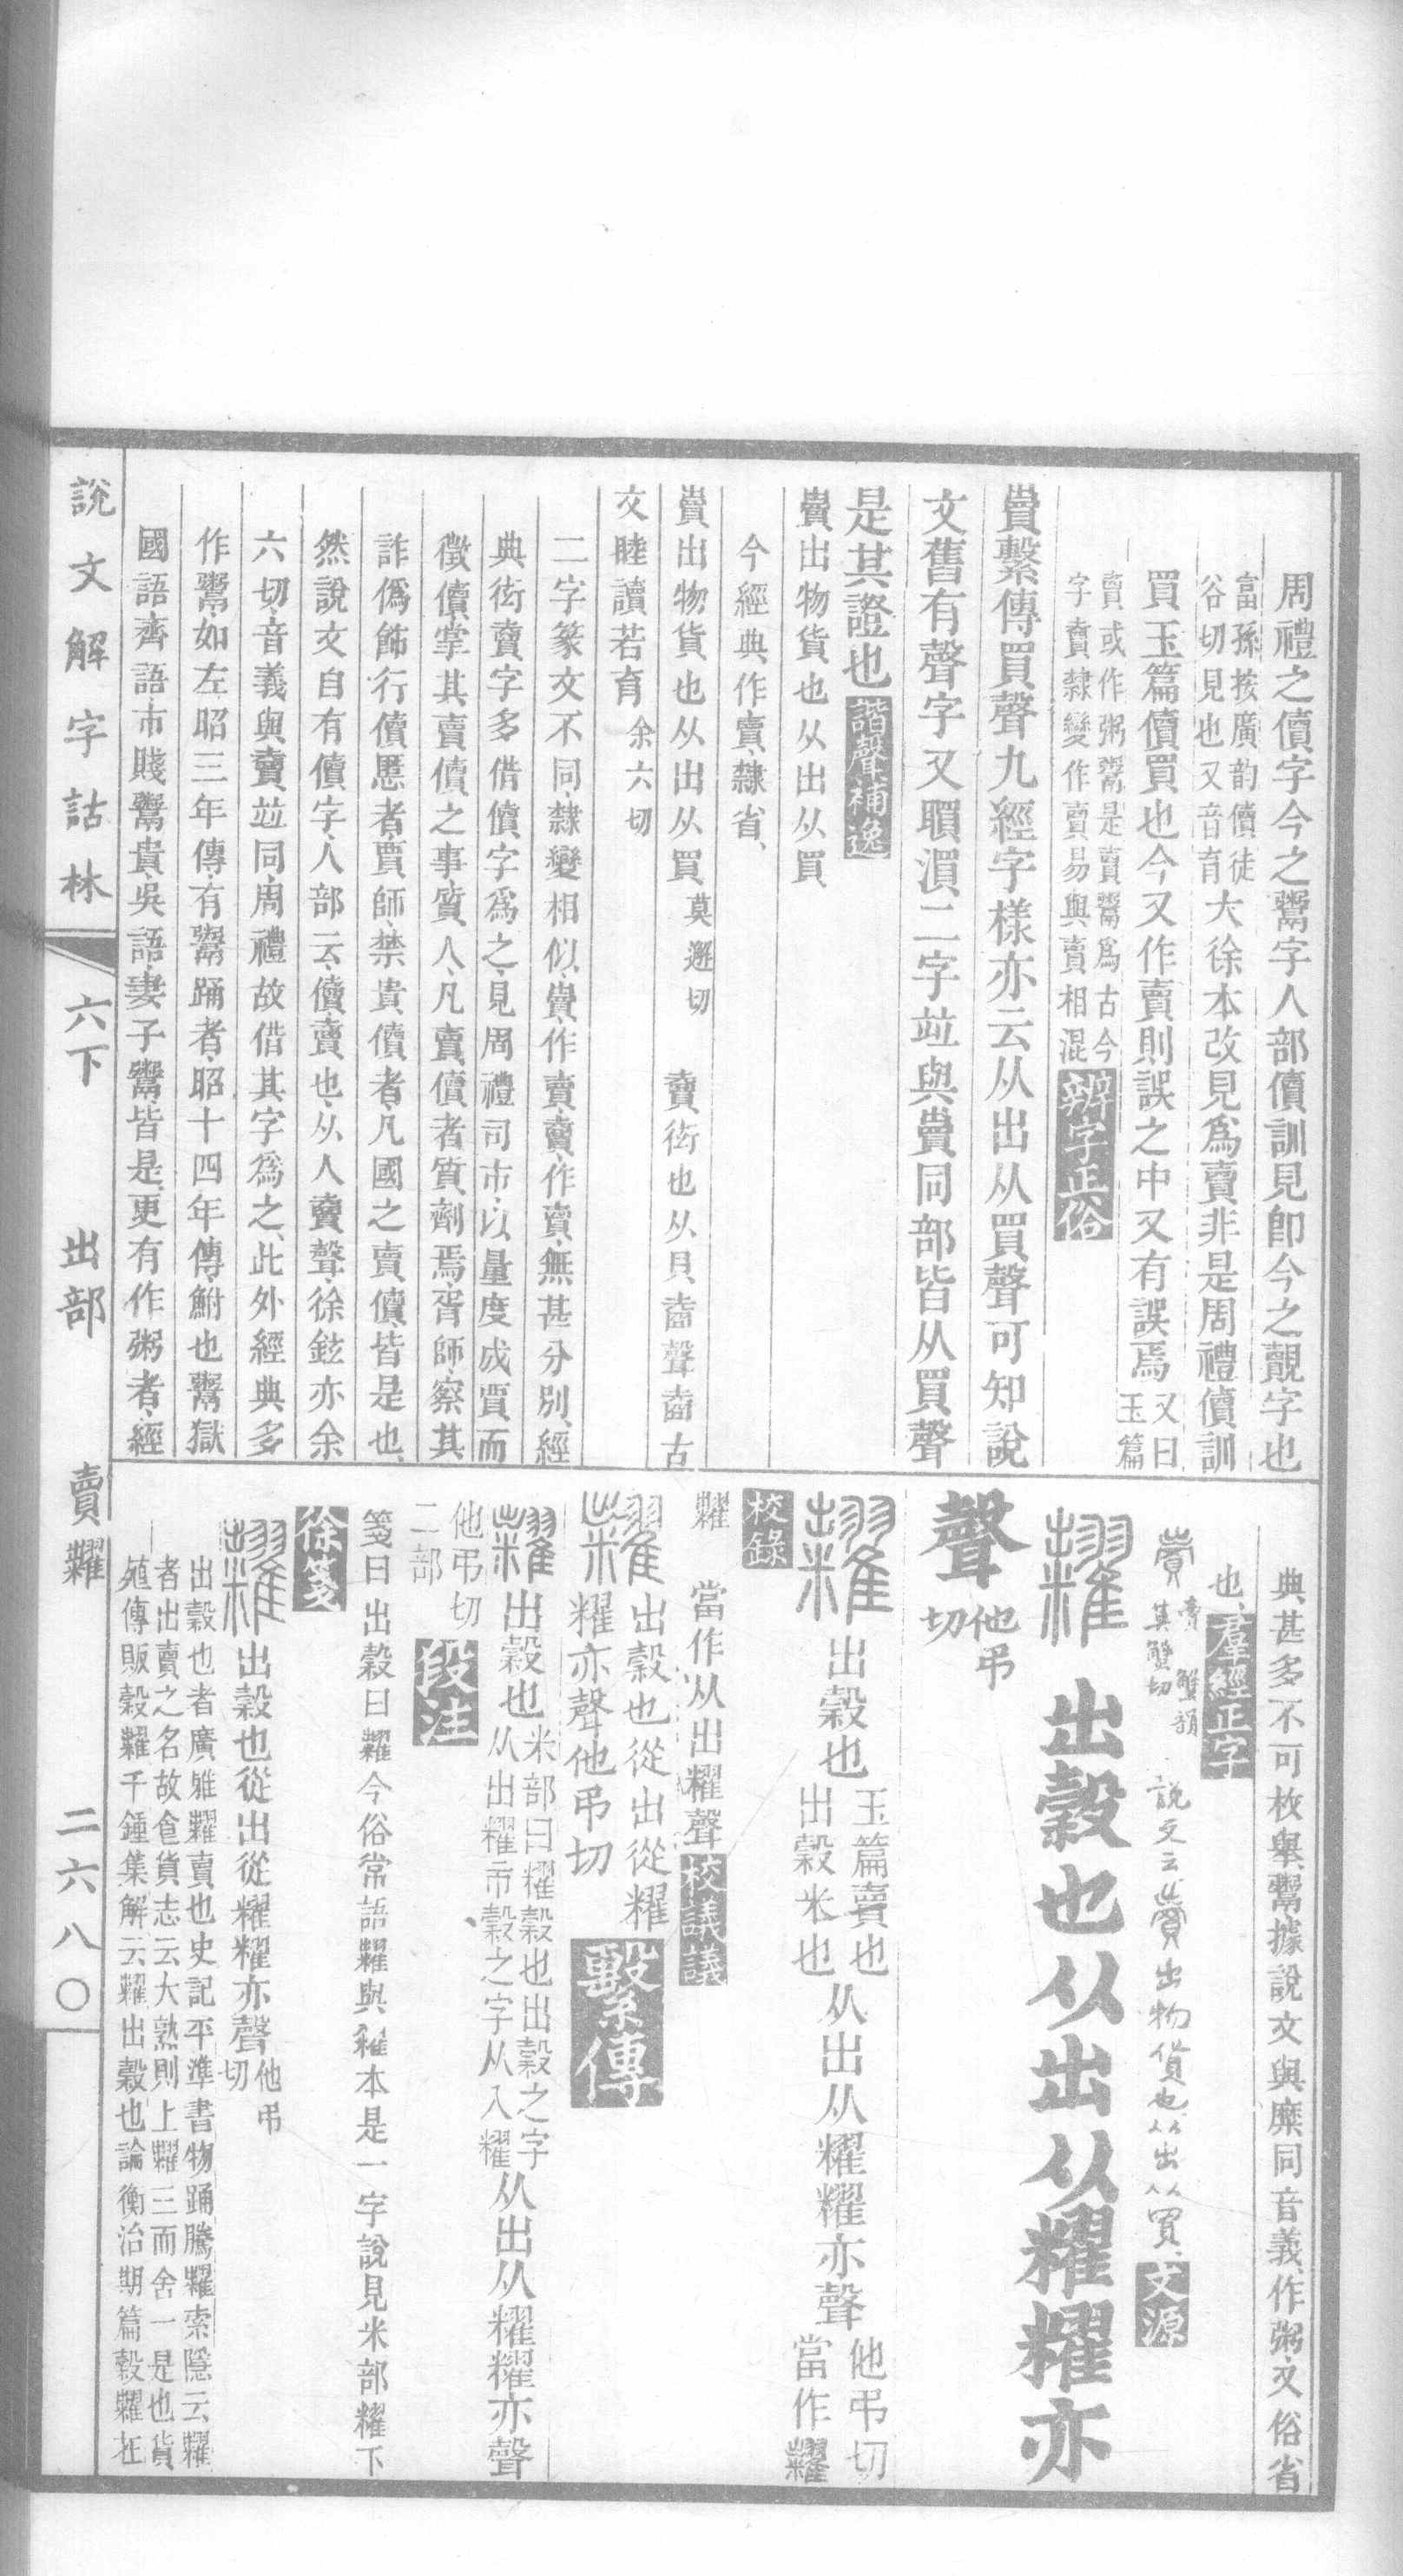 周禮之儥字今之鬻字人部儥訓見卽今之覿字也
富孫按廣韵儥徒
谷切見也又音育
大徐本改見爲賣非是周禮儥訓
買玉篇儥買也今又作賣則誤之中又有誤焉
又曰
玉篇
賣或作粥鬻是賣鬻爲古今
字賣隸變作賣易與賣相混
辨字正俗
𧷓繫傳買聲九經字樣亦云从出从買聲可知說
文舊有聲字又䁲濆二字竝與𧷓同部皆从買聲
是其證也
諧聲補逸
𧷓出物貨也从出从買
今經典作賣、隸省、
𧷓出物貨也从出从買、
莫邂切
𧶠衒也从貝、𡍬聲𡍬古
文睦讀若育
余六切
二字篆文不同、隸變相似、𧷓作賣、𧶠作賣、無甚分別、經
典衒賣字多借儥字爲之、見周禮司市、以量度成賈、而
徵儥、掌其賣儥之事、質人、凡賣儥者質劑焉、胥師、察其
詐僞飾行儥慝者、賈師、禁貴儥者、凡國之賣儥、皆是也、
然說文自有儥字、人部云、儥、賣也、从人𧶠聲、徐鉉亦余
六切、音義與𧶠竝同、周禮故借其字爲之、此外經典多
作鬻、如左昭三年傳、有鬻踊者、昭十四年傳、鮒也鬻獄
國語齊語、市賤鬻貴、吳語、妻子鬻、皆是、更有作粥者、經
典甚多不可枚舉、鬻據說文與糜同音義、作粥、又俗省
也、
羣經正字
𧷓
賣 蟹韻
莫蟹切
說文云𧷓出物貨也从出从買、
文源
糶 出穀也从出从糴糴亦
聲
他弔
切
糶出穀也
玉篇賣也
出穀米也
从出从糴糴亦聲
他弔切
當作糶
校錄
糶
當作从出糴聲
校議議
糶
出穀也從出從糴
糴亦聲他弔切
繫傳
糶出穀也
米部曰糴穀也出穀之字
从出糴市穀之字从入糴
从出从糴糴亦聲
他弔切
二部
段注
箋曰出穀曰糶今俗常語糶與糴本是一字說見米部糴下
徐箋
糶出穀也從出從糴糴亦聲
他弔
切
出穀也者廣雅糶賣也史記平準書物踊騰糶索隱云糶
者出賣之名故食貨志云大熟則上糴三而舍一是也貨
殖傳販穀糶千鍾集解云糶出穀也論衡治期篇穀糶在
說文解字詁林
六下
出部
賣糶
二六八〇